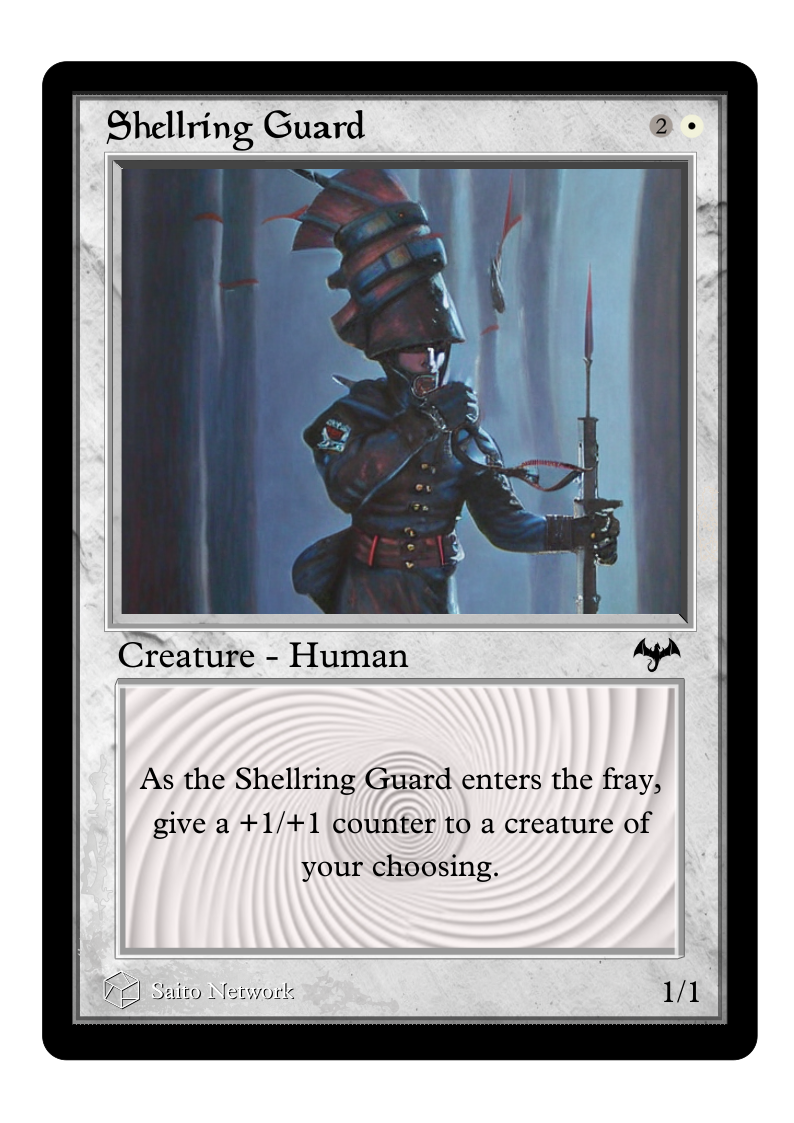 Shellring Guard 2
Creature - Human
As the Shellring Guard enters the fray,
give a +1/+1 counter to a creature of
your choosing.
Saito Network 1/1